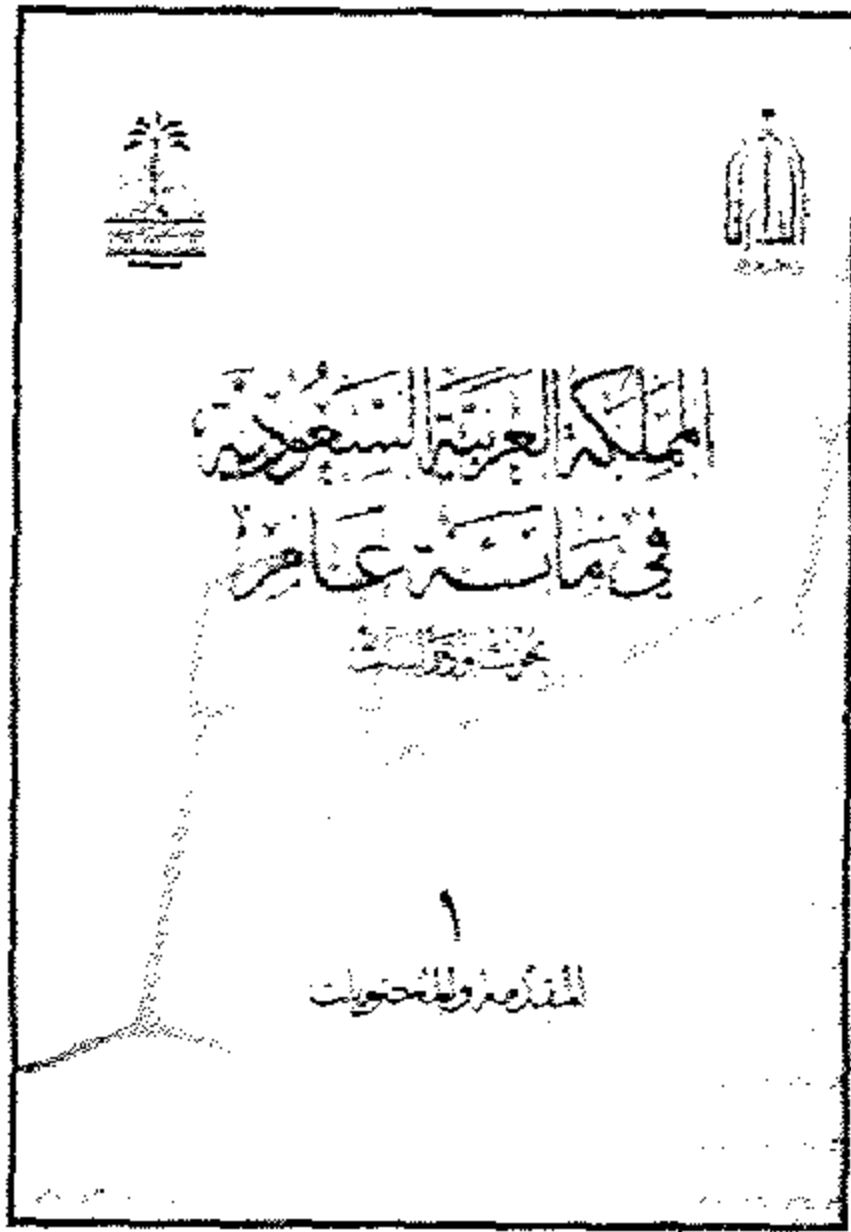 المملكة العربية السعودية
في مائة عام
بحوث ودراسات
١
المقدمة والمحتويات